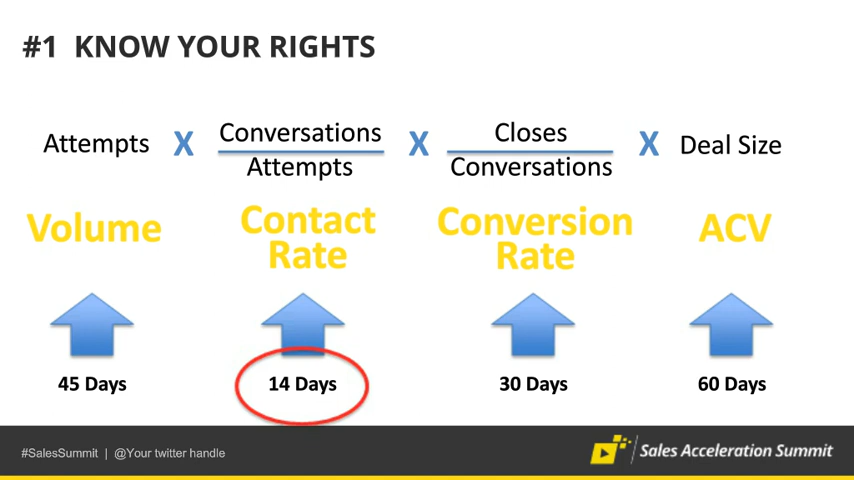 #1 KNOW YOUR RIGHTS
Attempts X Conversations X Closes X Deal Size
Attempts Conversations
Volume Contact Rate Conversion Rate ACV
45 Days 14 Days 30 Days 60 Days
#SalesSummit | @Your twitter handle
Sales Acceleration Summit